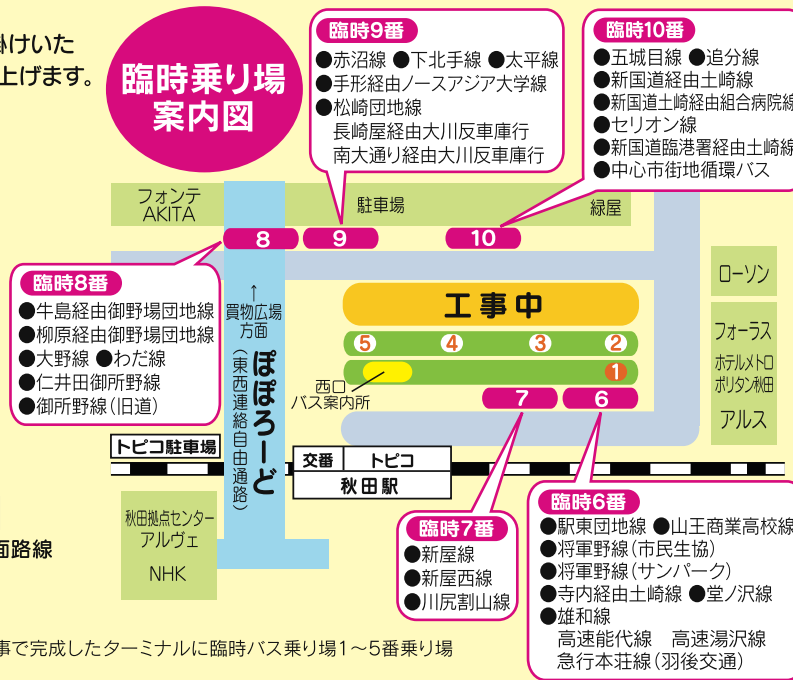 掛けいた
上げます。
臨時乗り場
案内図
臨時9番
●赤沼線 ●下北手線 ●太平線
●手形経由ノースアジア大学線
●松崎団地線
長崎屋経由大川反車庫行
南大通り経由大川反車庫行
臨時10番
●五城目線 ●追分線
●新国道経由土崎線
●新国道土崎経由組合病院線
●セリオン線
●新国道臨港署経由土崎線
●中心市街地循環バス
フォンテ
AKITA
駐車場
緑屋
8
9
10
臨時8番
●牛島経由御野場団地線
●柳原経由御野場団地線
●大野線 ●わだ線
●仁井田御所野線
●御所野線(旧道)
↑
買物広場
方面
ぽぽろーど
(東西連絡自由通路)
工事中
5
4
3
2
1
西口
バス案内所
7
6
ローソン
フォーラス
ホテルメトロ
ポリタン秋田
アルス
トピコ駐車場
交番
トピコ
秋田駅
秋田拠点センター
アルヴェ
NHK
面路線
臨時7番
●新屋線
●新屋西線
●川尻割山線
臨時6番
●駅東団地線 ●山王商業高校線
●将軍野線(市民生協)
●将軍野線(サンパーク)
●寺内経由土崎線 ●堂ノ沢線
●雄和線
高速能代線 高速湯沢線
急行本荘線(羽後交通)
事で完成したターミナルに臨時バス乗り場1〜5番乗り場